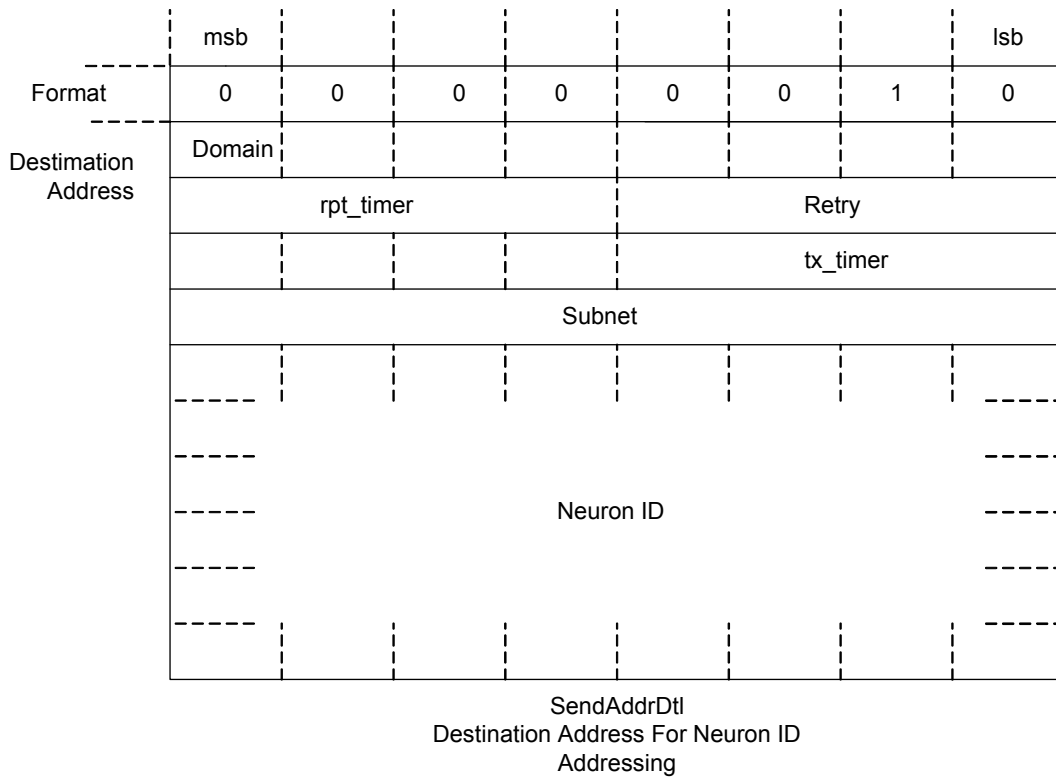 msb lsb
Format 0 0 0 0 0 0 1 0
Destimation
Address
Domain
rpt_timer Retry
tx_timer
Subnet
Neuron ID
SendAddrDtl
Destination Address For Neuron ID
Addressing